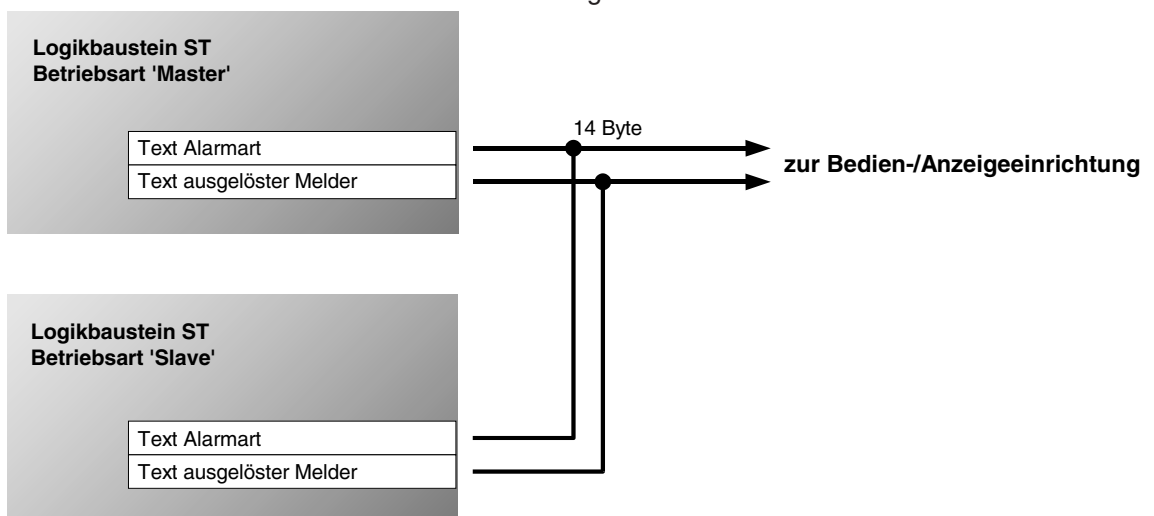 Logikbaustein ST
Betriebsart 'Master'
Text Alarmart
Text ausgelöster Melder
14 Byte
zur Bedien-/Anzeigeeinrichtung
Logikbaustein ST
Betriebsart 'Slave'
Text Alarmart
Text ausgelöster Melder